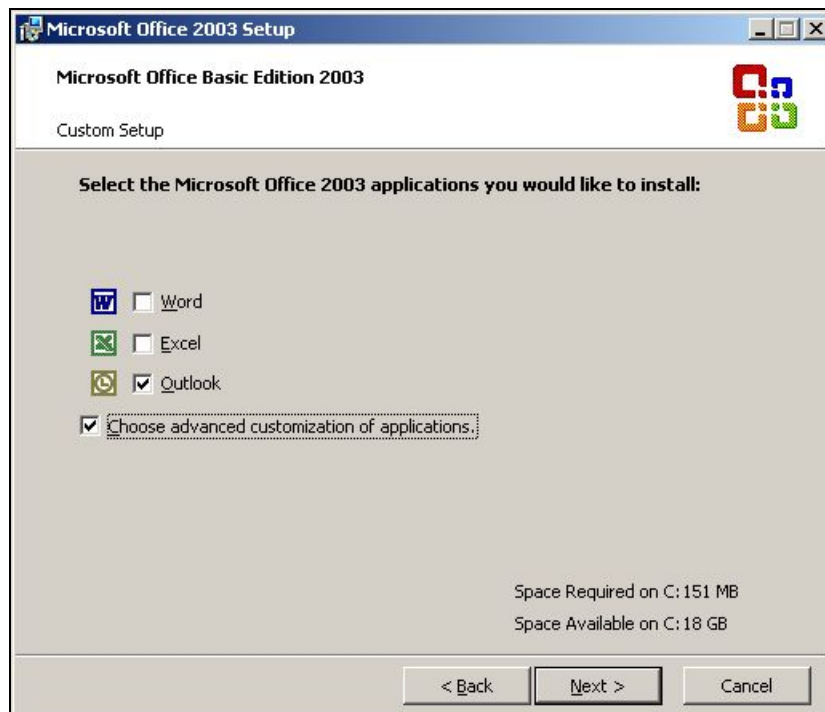 Microsoft Office 2003 Setup
Microsoft Office Basic Edition 2003
Custom Setup
Select the Microsoft Office 2003 applications you would like to install:
Word
Excel
Outlook
Choose advanced customization of applications.
Space Required on C: 151 MB
Space Available on C: 18 GB
< Back Next > Cancel